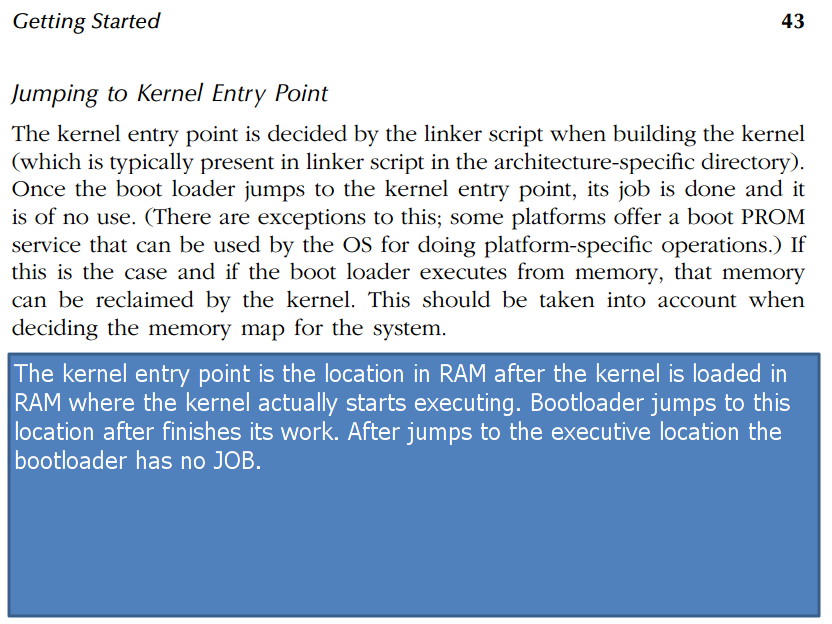 Getting Started 43
Jumping to Kernel Entry Point
The kernel entry point is decided by the linker script when building the kernel
(which is typically present in linker script in the architecture-specific directory).
Once the boot loader jumps to the kernel entry point, its job is done and it
is of no use. (There are exceptions to this; some platforms offer a boot PROM
service that can be used by the OS for doing platform-specific operations.) If
this is the case and if the boot loader executes from memory, that memory
can be reclaimed by the kernel. This should be taken into account when
deciding the memory map for the system.
The kernel entry point is the location in RAM after the kernel is loaded in
RAM where the kernel actually starts executing. Bootloader jumps to this
location after finishes its work. After jumps to the executive location the
bootloader has no JOB.